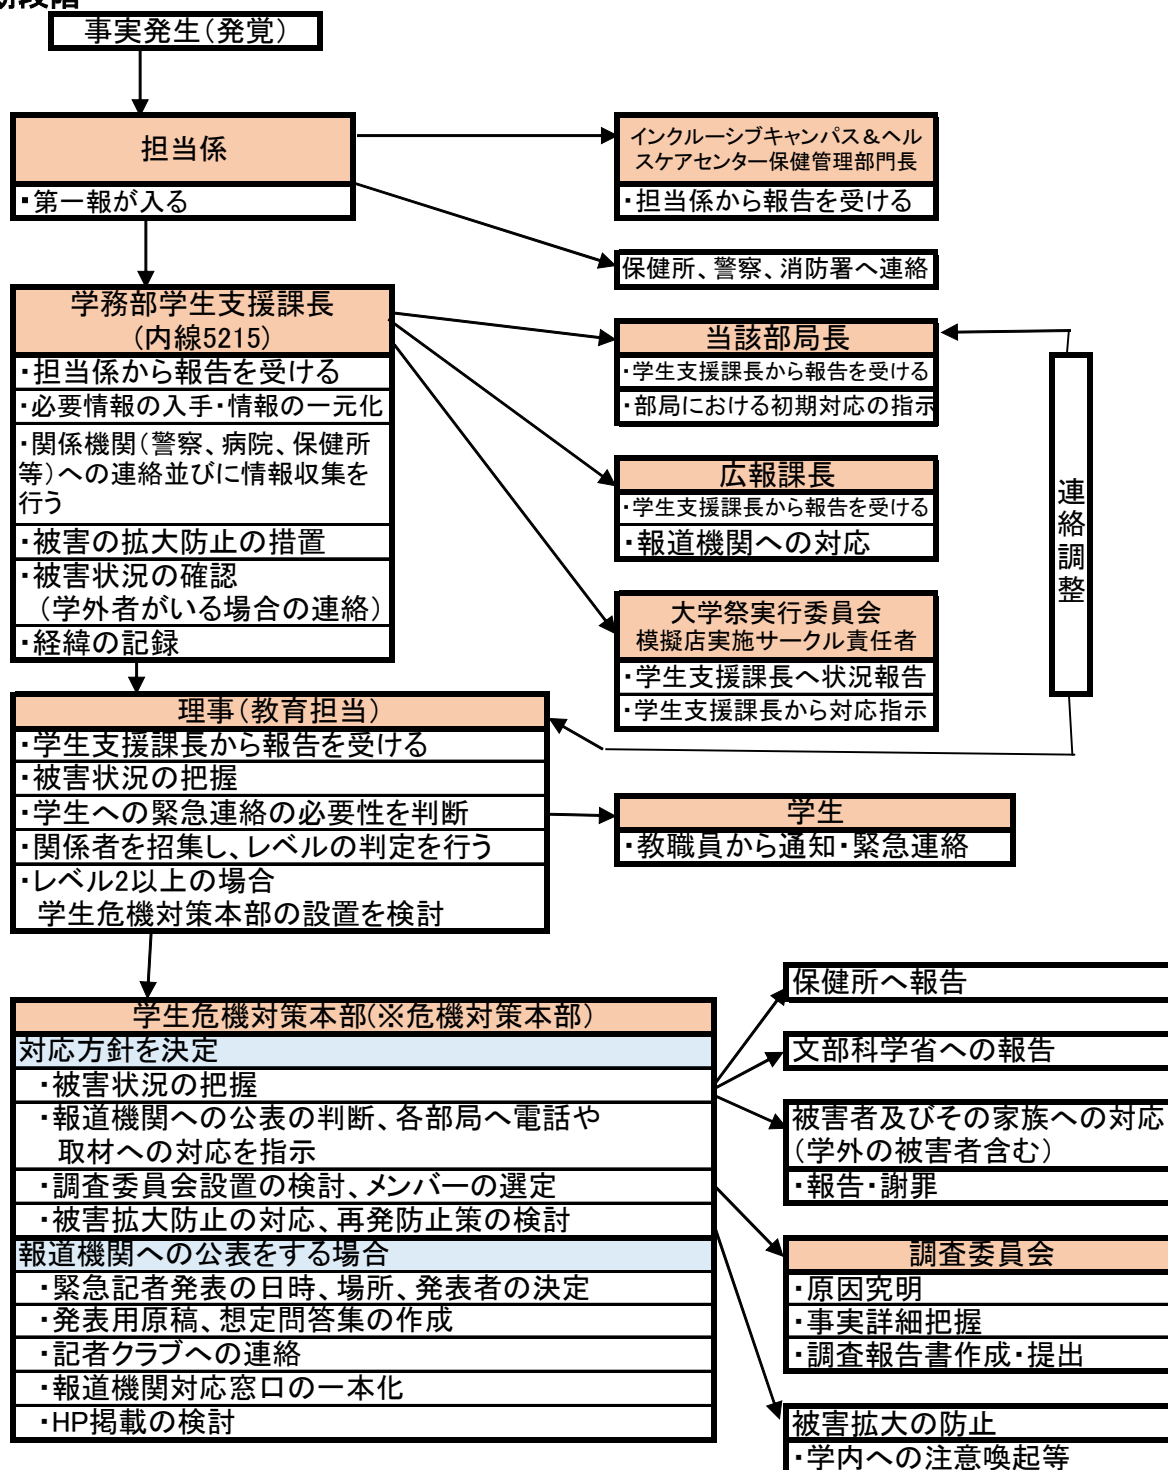 事実発生（発覚）
担当係
・第一報が入る
インクルーシブキャンパス＆ヘル
スケアセンター保健管理部門長
・担当係から報告を受ける
保健所、警察、消防署へ連絡
学務部学生支援課長
（内線5215）
・担当係から報告を受ける
・必要情報の入手・情報の一元化
・関係機関（警察、病院、保健所
等）への連絡並びに情報収集を
行う
・被害の拡大防止の措置
・被害状況の確認
（学外者がいる場合の連絡）
・経緯の記録
当該部局長
・学生支援課長から報告を受ける
・部局における初期対応の指示
広報課長
・学生支援課長から報告を受ける
・報道機関への対応
大学祭実行委員会
模擬店実施サークル責任者
・学生支援課長へ状況報告
・学生支援課長から対応指示
連絡調整
理事（教育担当）
・学生支援課長から報告を受ける
・被害状況の把握
・学生への緊急連絡の必要性を判断
・関係者を招集し、レベルの判定を行う
・レベル2以上の場合
学生危機対策本部の設置を検討
学生
・教職員から通知・緊急連絡
学生危機対策本部(※危機対策本部）
対応方針を決定
・被害状況の把握
・報道機関への公表の判断、各部局へ電話や
取材への対応を指示
・調査委員会設置の検討、メンバーの選定
・被害拡大防止の対応、再発防止策の検討
報道機関への公表をする場合
・緊急記者発表の日時、場所、発表者の決定
・発表用原稿、想定問答集の作成
・記者クラブへの連絡
・報道機関対応窓口の一本化
・HP掲載の検討
保健所へ報告
文部科学省への報告
被害者及びその家族への対応
（学外の被害者含む）
・報告・謝罪
調査委員会
・原因究明
・事実詳細把握
・調査報告書作成・提出
被害拡大の防止
・学内への注意喚起等